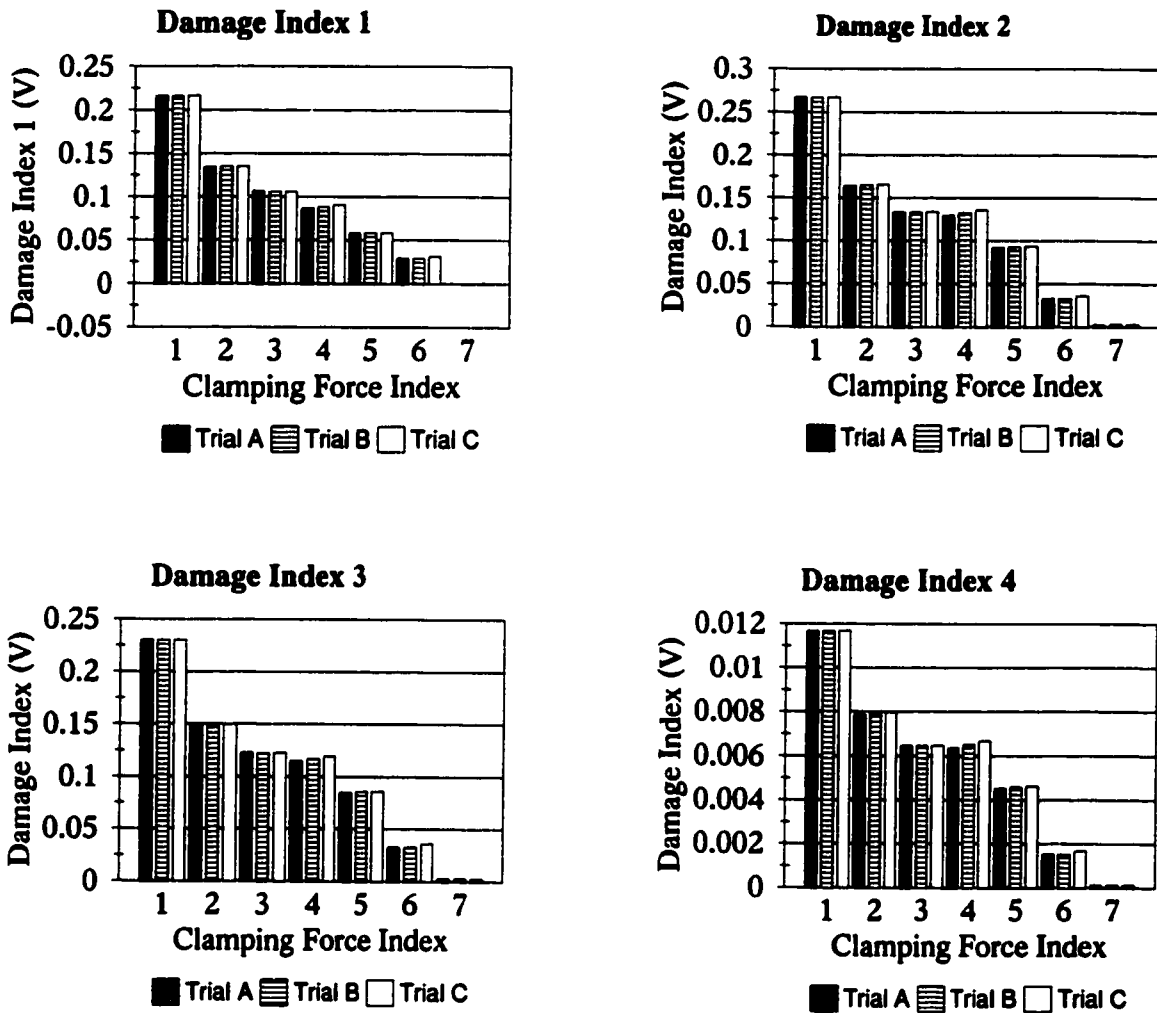 Damage Index 1
Damage Index 1 (V)
0.25
0.2
0.15
0.1
0.05
0
-0.05
1 2 3 4 5 6 7
Clamping Force Index
Trial A Trial B Trial C
Damage Index 2
Damage Index (V)
0.3
0.25
0.2
0.15
0.1
0.05
0
1 2 3 4 5 6 7
Clamping Force Index
Trial A Trial B Trial C
Damage Index 3
Damage Index (V)
0.25
0.2
0.15
0.1
0.05
0
1 2 3 4 5 6 7
Clamping Force Index
Trial A Trial B Trial C
Damage Index 4
Damage Index (V)
0.012
0.01
0.008
0.006
0.004
0.002
0
1 2 3 4 5 6 7
Clamping Force Index
Trial A Trial B Trial C